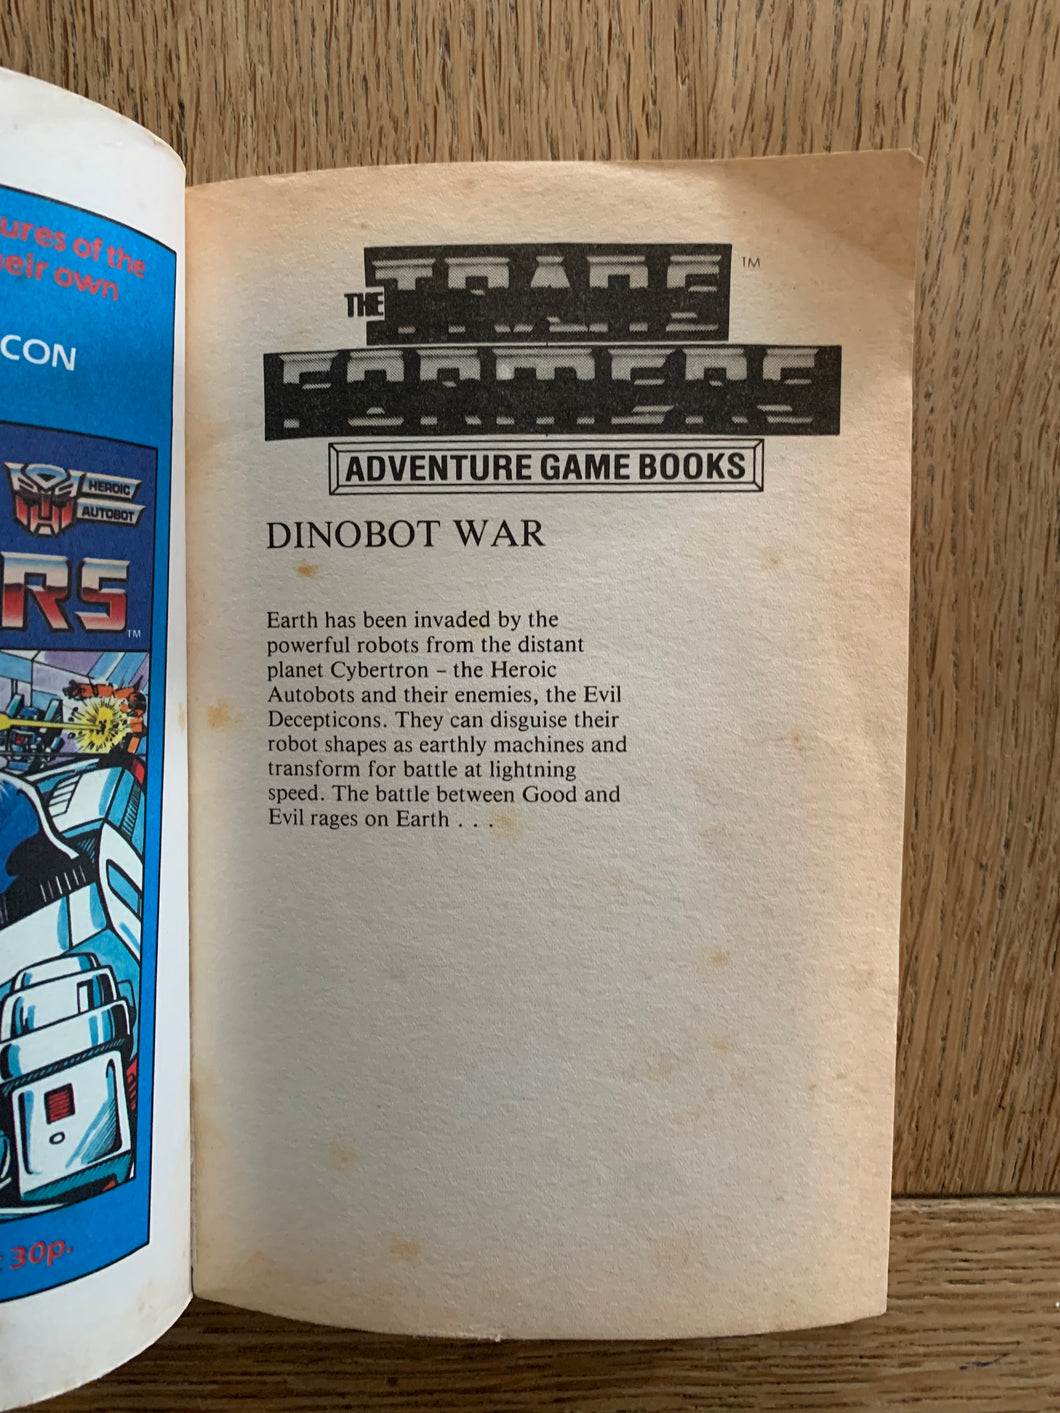 ures of the
eir own
CON
HEROIC
AUTOBOT
RS
TM
30p.
THE TRANS TM
FORMERS
ADVENTURE GAME BOOKS
DINOBOT WAR
Earth has been invaded by the
powerful robots from the distant
planet Cybertron – the Heroic
Autobots and their enemies, the Evil
Decepticons. They can disguise their
robot shapes as earthly machines and
transform for battle at lightning
speed. The battle between Good and
Evil rages on Earth . . .